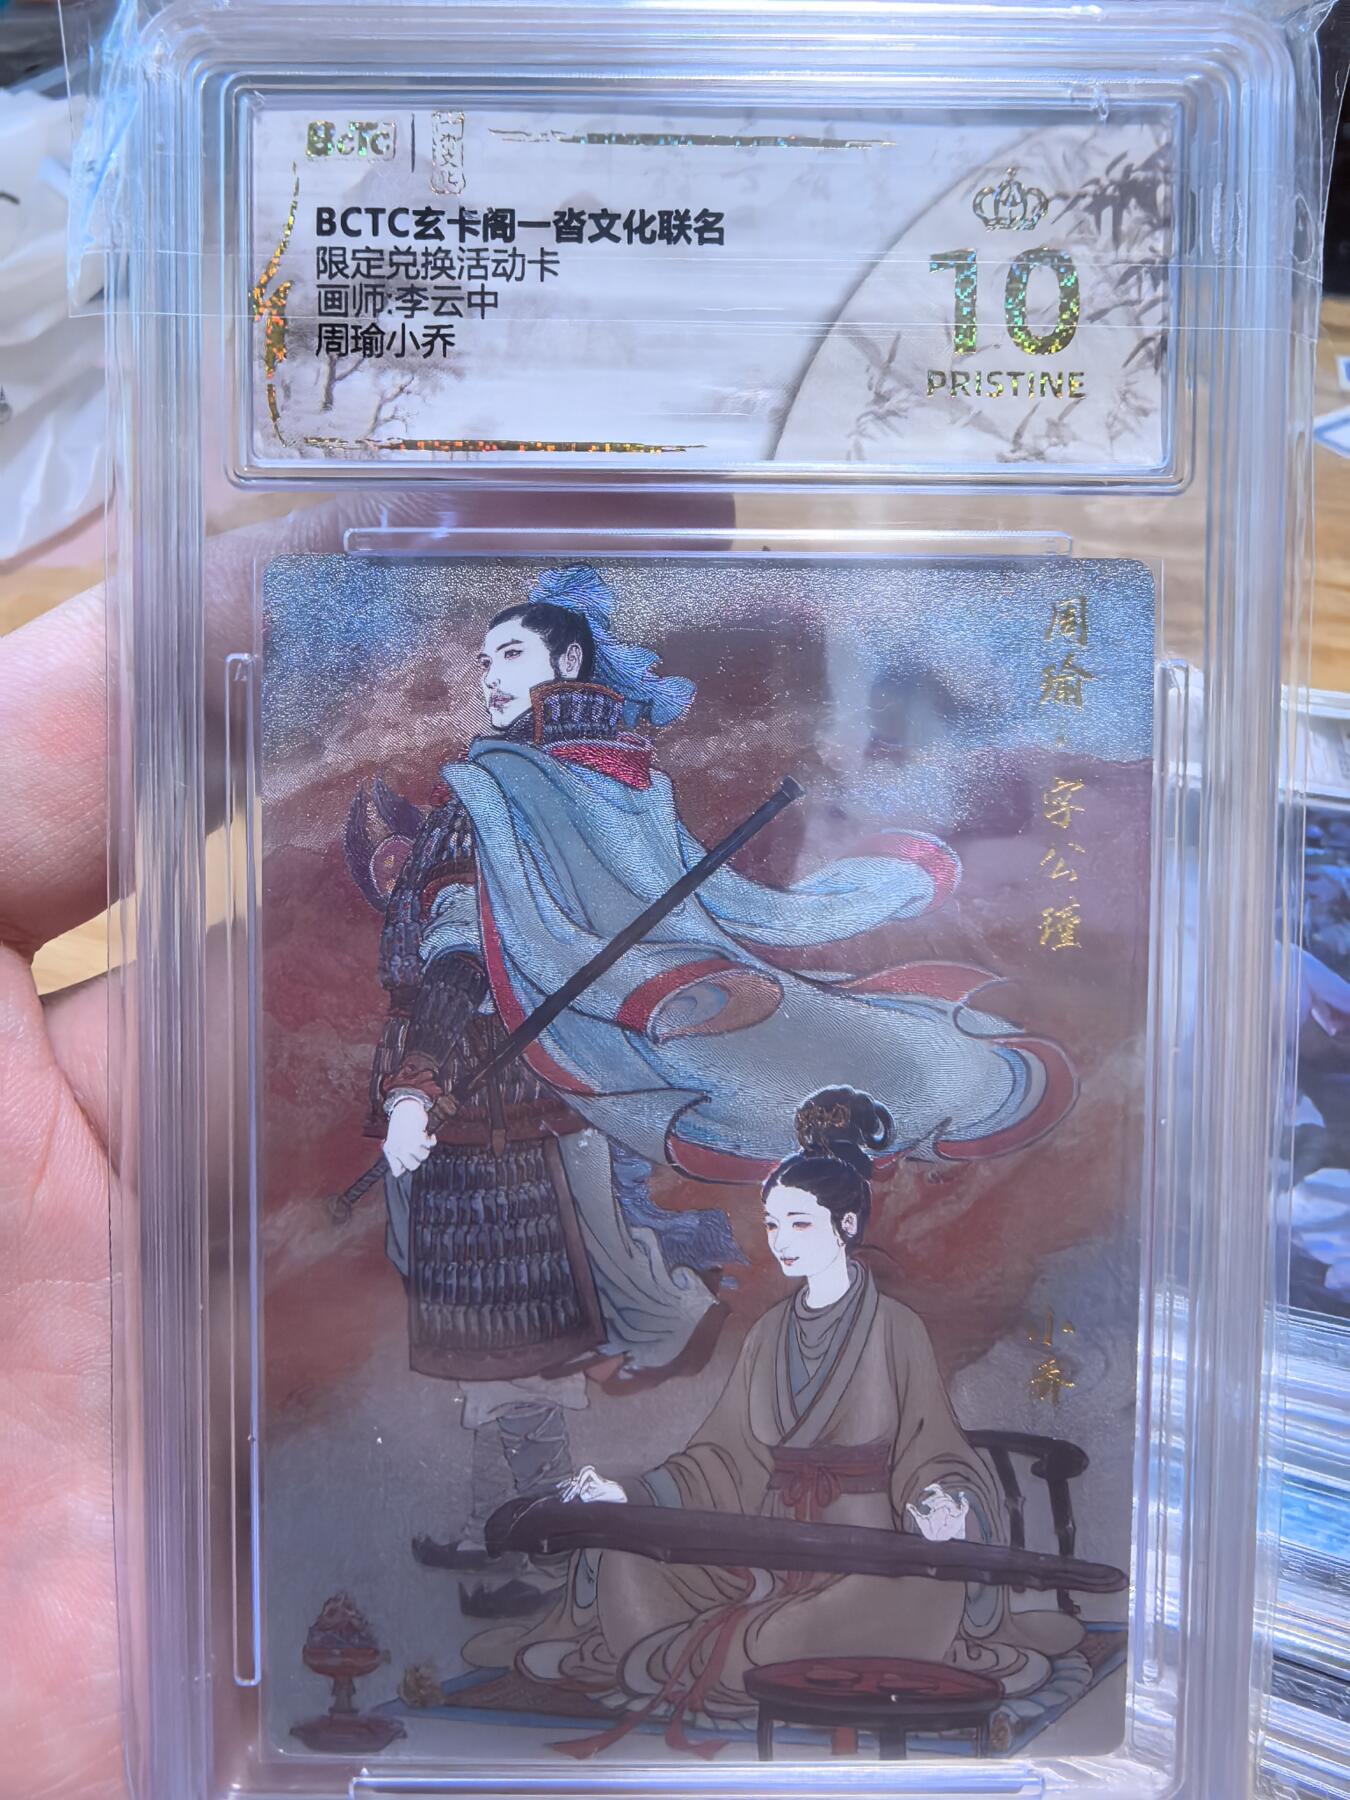 BCTC
BCTC玄卡阁一沓文化联名
限定兑换活动卡
画师:李云中
周瑜小乔
10
PRISTINE
周瑜·字公瑾
小乔